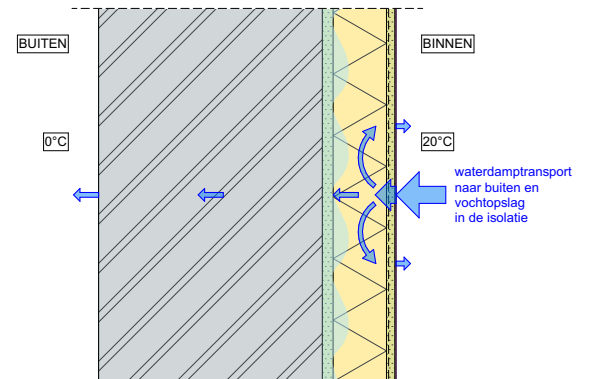 BUITEN
BINNEN
0°C
20°C
waterdamptransport
naar buiten en
vochtopslag
in de isolatie